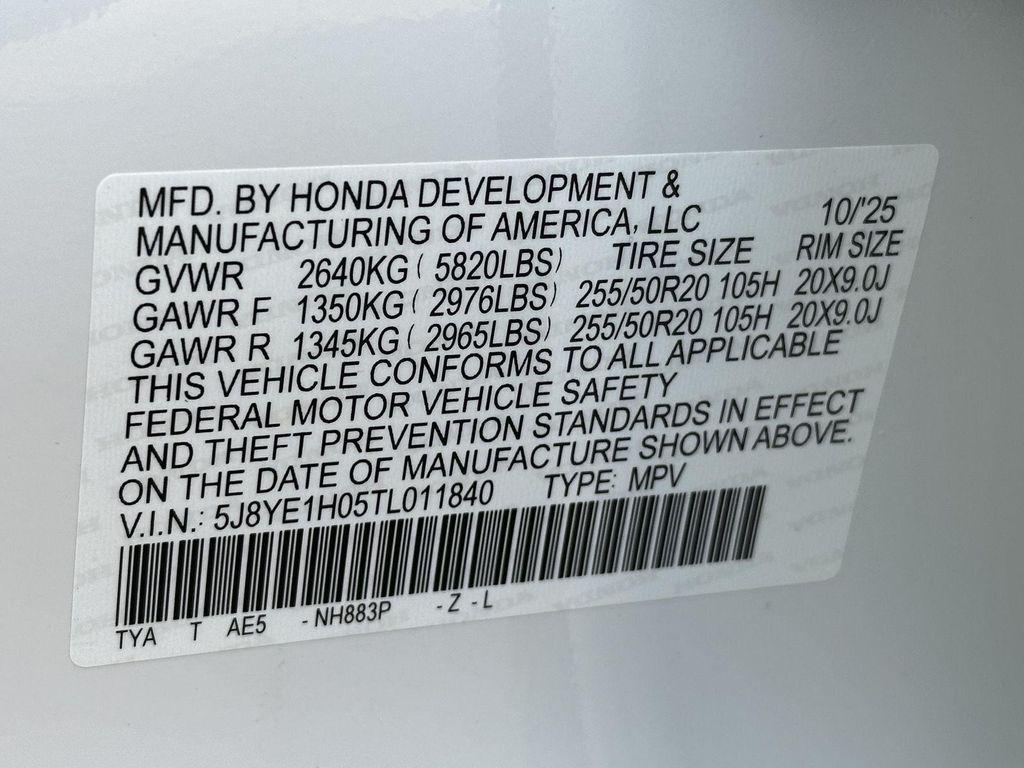 MFD. BY HONDA DEVELOPMENT &
MANUFACTURING OF AMERICA, LLC 10/'25
GVWR 2640KG ( 5820LBS) TIRE SIZE RIM SIZE
GAWR F 1350KG ( 2976LBS) 255/50R20 105H 20X9.0J
GAWR R 1345KG ( 2965LBS) 255/50R20 105H 20X9.0J
THIS VEHICLE CONFORMS TO ALL APPLICABLE
FEDERAL MOTOR VEHICLE SAFETY
AND THEFT PREVENTION STANDARDS IN EFFECT
ON THE DATE OF MANUFACTURE SHOWN ABOVE.
V.I.N.: 5J8YE1H05TL011840 TYPE: MPV
TYA T AE5 - NH883P - Z - L